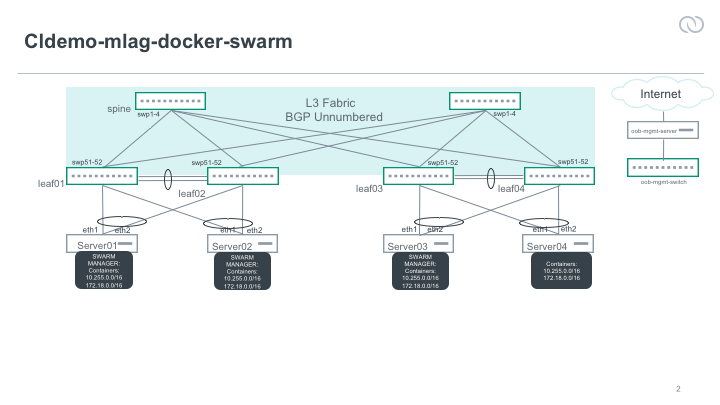 Cldemo-mlag-docker-swarm
Internet
spine
L3 Fabric
BGP Unnumbered
swp1-4
swp1-4
oob-mgmt-server
swp51-52
swp51-52
swp51-52
swp51-52
oob-mgmt-switch
leaf01
leaf02
leaf03
leaf04
eth1
eth2
eth1
eth2
eth1
eth2
eth1
eth2
Server01
Server02
Server03
Server04
SWARM
MANAGER:
Containers:
10.255.0.0/16
172.18.0.0/16
SWARM
MANAGER:
Containers:
10.255.0.0/16
172.18.0.0/16
SWARM
MANAGER:
Containers:
10.255.0.0/16
172.18.0.0/16
Containers:
10.255.0.0/16
172.18.0.0/16
2